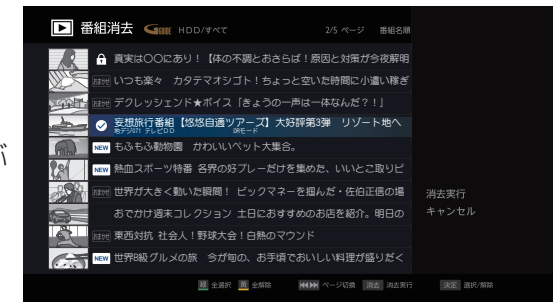 番組消去 GGUIDE HDD/すべて 2/5 ページ 番組名順
真実は〇〇にあり！【体の不調とおさらば！原因と対策が今夜解明
おまかせ いつも楽々 カタテマオシゴト！ちょっと空いた時間に小遣い稼ぎ
おまかせ デクレッシェンド★ボイス「きょうの一声は一体なんだ？！」
妄想旅行番組【悠悠自適ツアーズ】大好評第3弾 リゾート地へ
地デジ071 テレビＤＤ DRモード
NEW もふもふ動物園 かわいいペット大集合。
NEW 熱血スポーツ特番 各界の好プレーだけを集めた、いいとこ取りビ
おまかせ 世界が大きく動いた瞬間！ ビックマネーを掴んだ・佐伯正信の場
おでかけ週末コレクション 土日におすすめのお店を紹介。明日の
おまかせ 東西対抗 社会人！野球大会！白熱のマウンド
NEW 世界B級グルメの旅 今が旬の、お手頃でおいしい料理が盛りだく
消去実行
キャンセル
緑 全選択 黄 全解除 ページ切換 消去 消去実行 決定 選択/解除